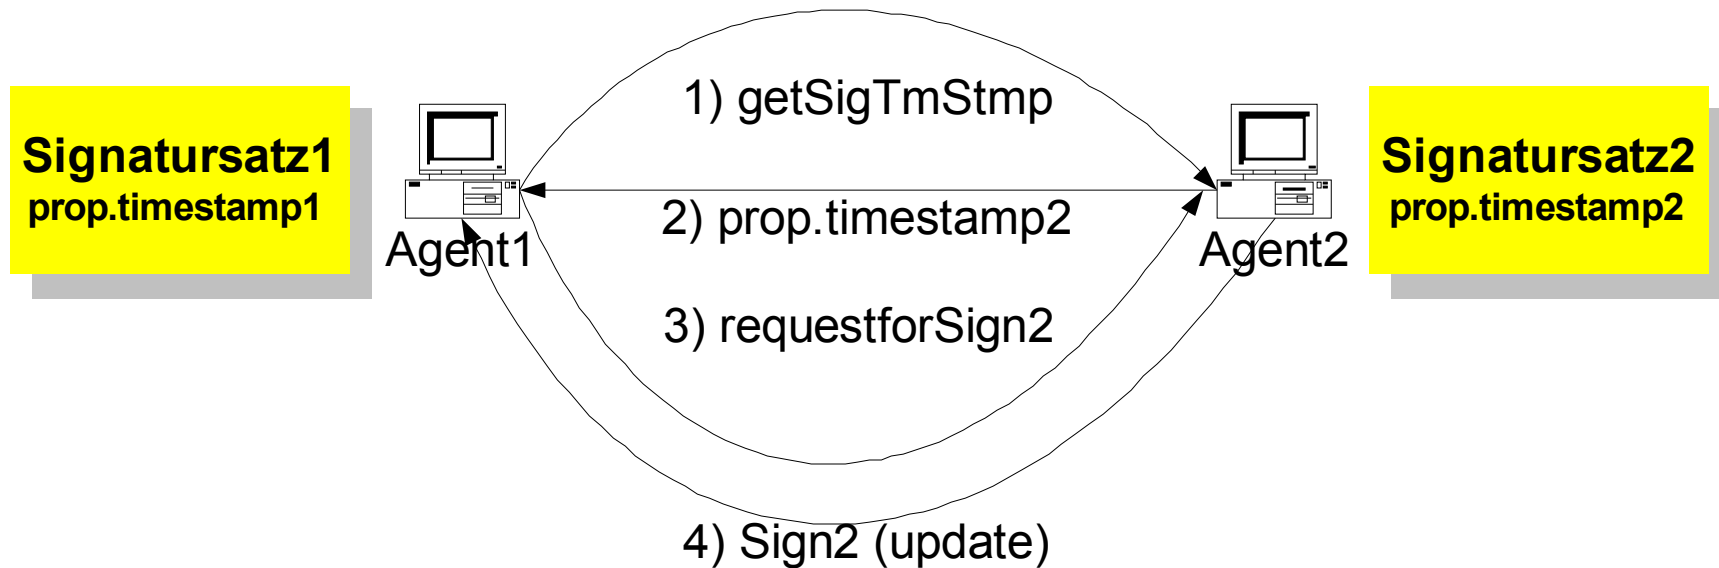 1) getSigTmStmp
Signatursatz1
prop.timestamp1
Signatursatz2
prop.timestamp2
2) prop.timestamp2
Agent1
Agent2
3) requestforSign2
4) Sign2 (update)